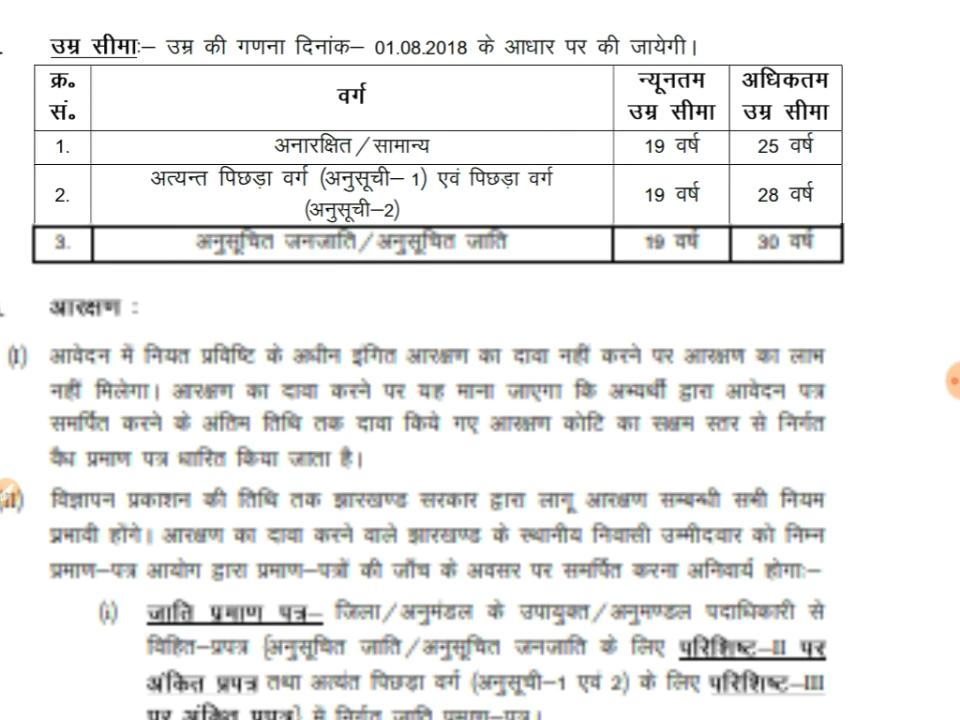 उम्र सीमाः– उम्र की गणना दिनांक– 01.08.2018 के आधार पर की जायेगी।
क्र॰ सं॰ वर्ग न्यूनतम उम्र सीमा अधिकतम उम्र सीमा
1. अनारक्षित/सामान्य 19 वर्ष 25 वर्ष
2. अत्यन्त पिछड़ा वर्ग (अनुसूची– 1) एवं पिछड़ा वर्ग (अनुसूची–2) 19 वर्ष 28 वर्ष
3. अनुसूचित जनजाति/अनुसूचित जाति 19 वर्ष 30 वर्ष
आरक्षण :
(i) आवेदन में नियत प्रविष्टि के अधीन इंगित आरक्षण का दावा नहीं करने पर आरक्षण का लाभ
नहीं मिलेगा। आरक्षण का दावा करने पर यह माना जाएगा कि अभ्यर्थी द्वारा आवेदन पत्र
समर्पित करने के अंतिम तिथि तक दावा किये गए आरक्षण कोटि का सक्षम स्तर से निर्गत
वैध प्रमाण पत्र धारित किया जाता है।
(ii) विज्ञापन प्रकाशन की तिथि तक झारखण्ड सरकार द्वारा लागू आरक्षण सम्बन्धी सभी नियम
प्रभावी होंगे। आरक्षण का दावा करने वाले झारखण्ड के स्थानीय निवासी उम्मीदवार को निम्न
प्रमाण–पत्र आयोग द्वारा प्रमाण–पत्रों की जाँच के अवसर पर समर्पित करना अनिवार्य होगाः–
(i) जाति प्रमाण पत्र– जिला/अनुमंडल के उपायुक्त/अनुमण्डल पदाधिकारी से
विहित–प्रपत्र {अनुसूचित जाति/अनुसूचित जनजाति के लिए परिशिष्ट–II पर
अंकित प्रपत्र तथा अत्यंत पिछड़ा वर्ग (अनुसूची–1 एवं 2) के लिए परिशिष्ट–III
पर अंकित प्रपत्र} में निर्गत जाति प्रमाण–पत्र।